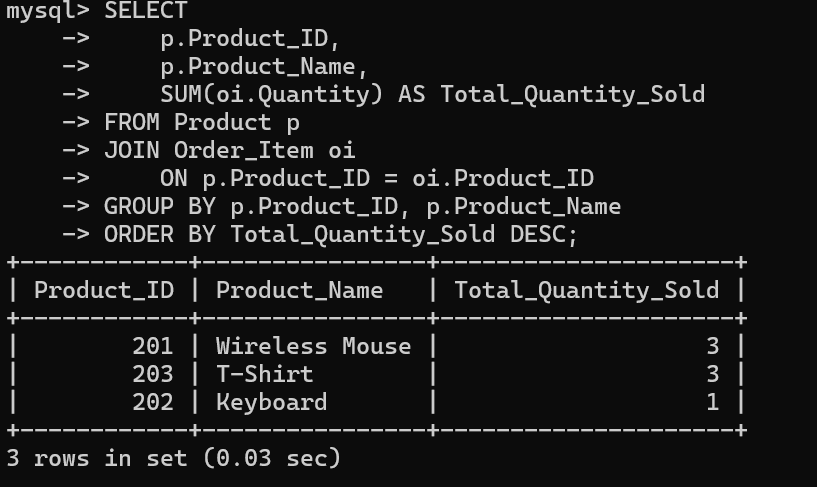 mysql> SELECT
    ->     p.Product_ID,
    ->     p.Product_Name,
    ->     SUM(oi.Quantity) AS Total_Quantity_Sold
    -> FROM Product p
    -> JOIN Order_Item oi
    ->     ON p.Product_ID = oi.Product_ID
    -> GROUP BY p.Product_ID, p.Product_Name
    -> ORDER BY Total_Quantity_Sold DESC;
+------------+----------------+---------------------+
| Product_ID | Product_Name   | Total_Quantity_Sold |
+------------+----------------+---------------------+
|        201 | Wireless Mouse |                   3 |
|        203 | T-Shirt        |                   3 |
|        202 | Keyboard       |                   1 |
+------------+----------------+---------------------+
3 rows in set (0.03 sec)